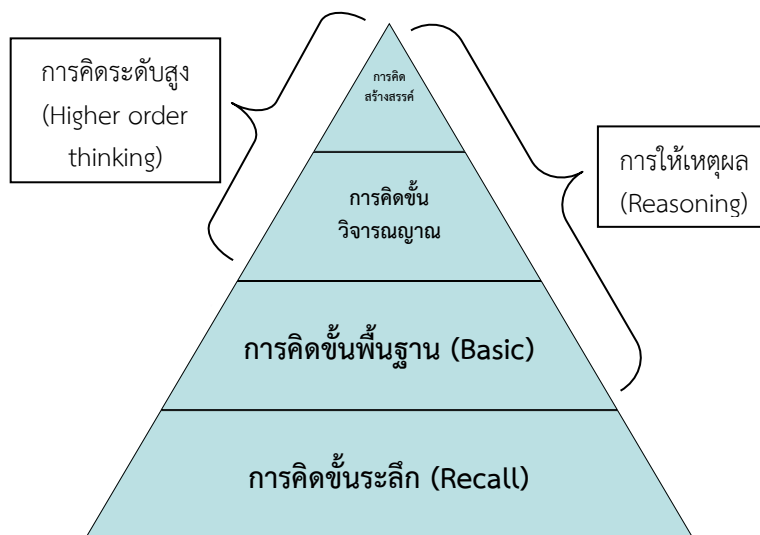 การคิดระดับสูง
(Higher order
thinking)
การคิด
สร้างสรรค์
การให้เหตุผล
(Reasoning)
การคิดขั้น
วิจารณญาณ
การคิดขั้นพื้นฐาน (Basic)
การคิดขั้นระลึก (Recall)